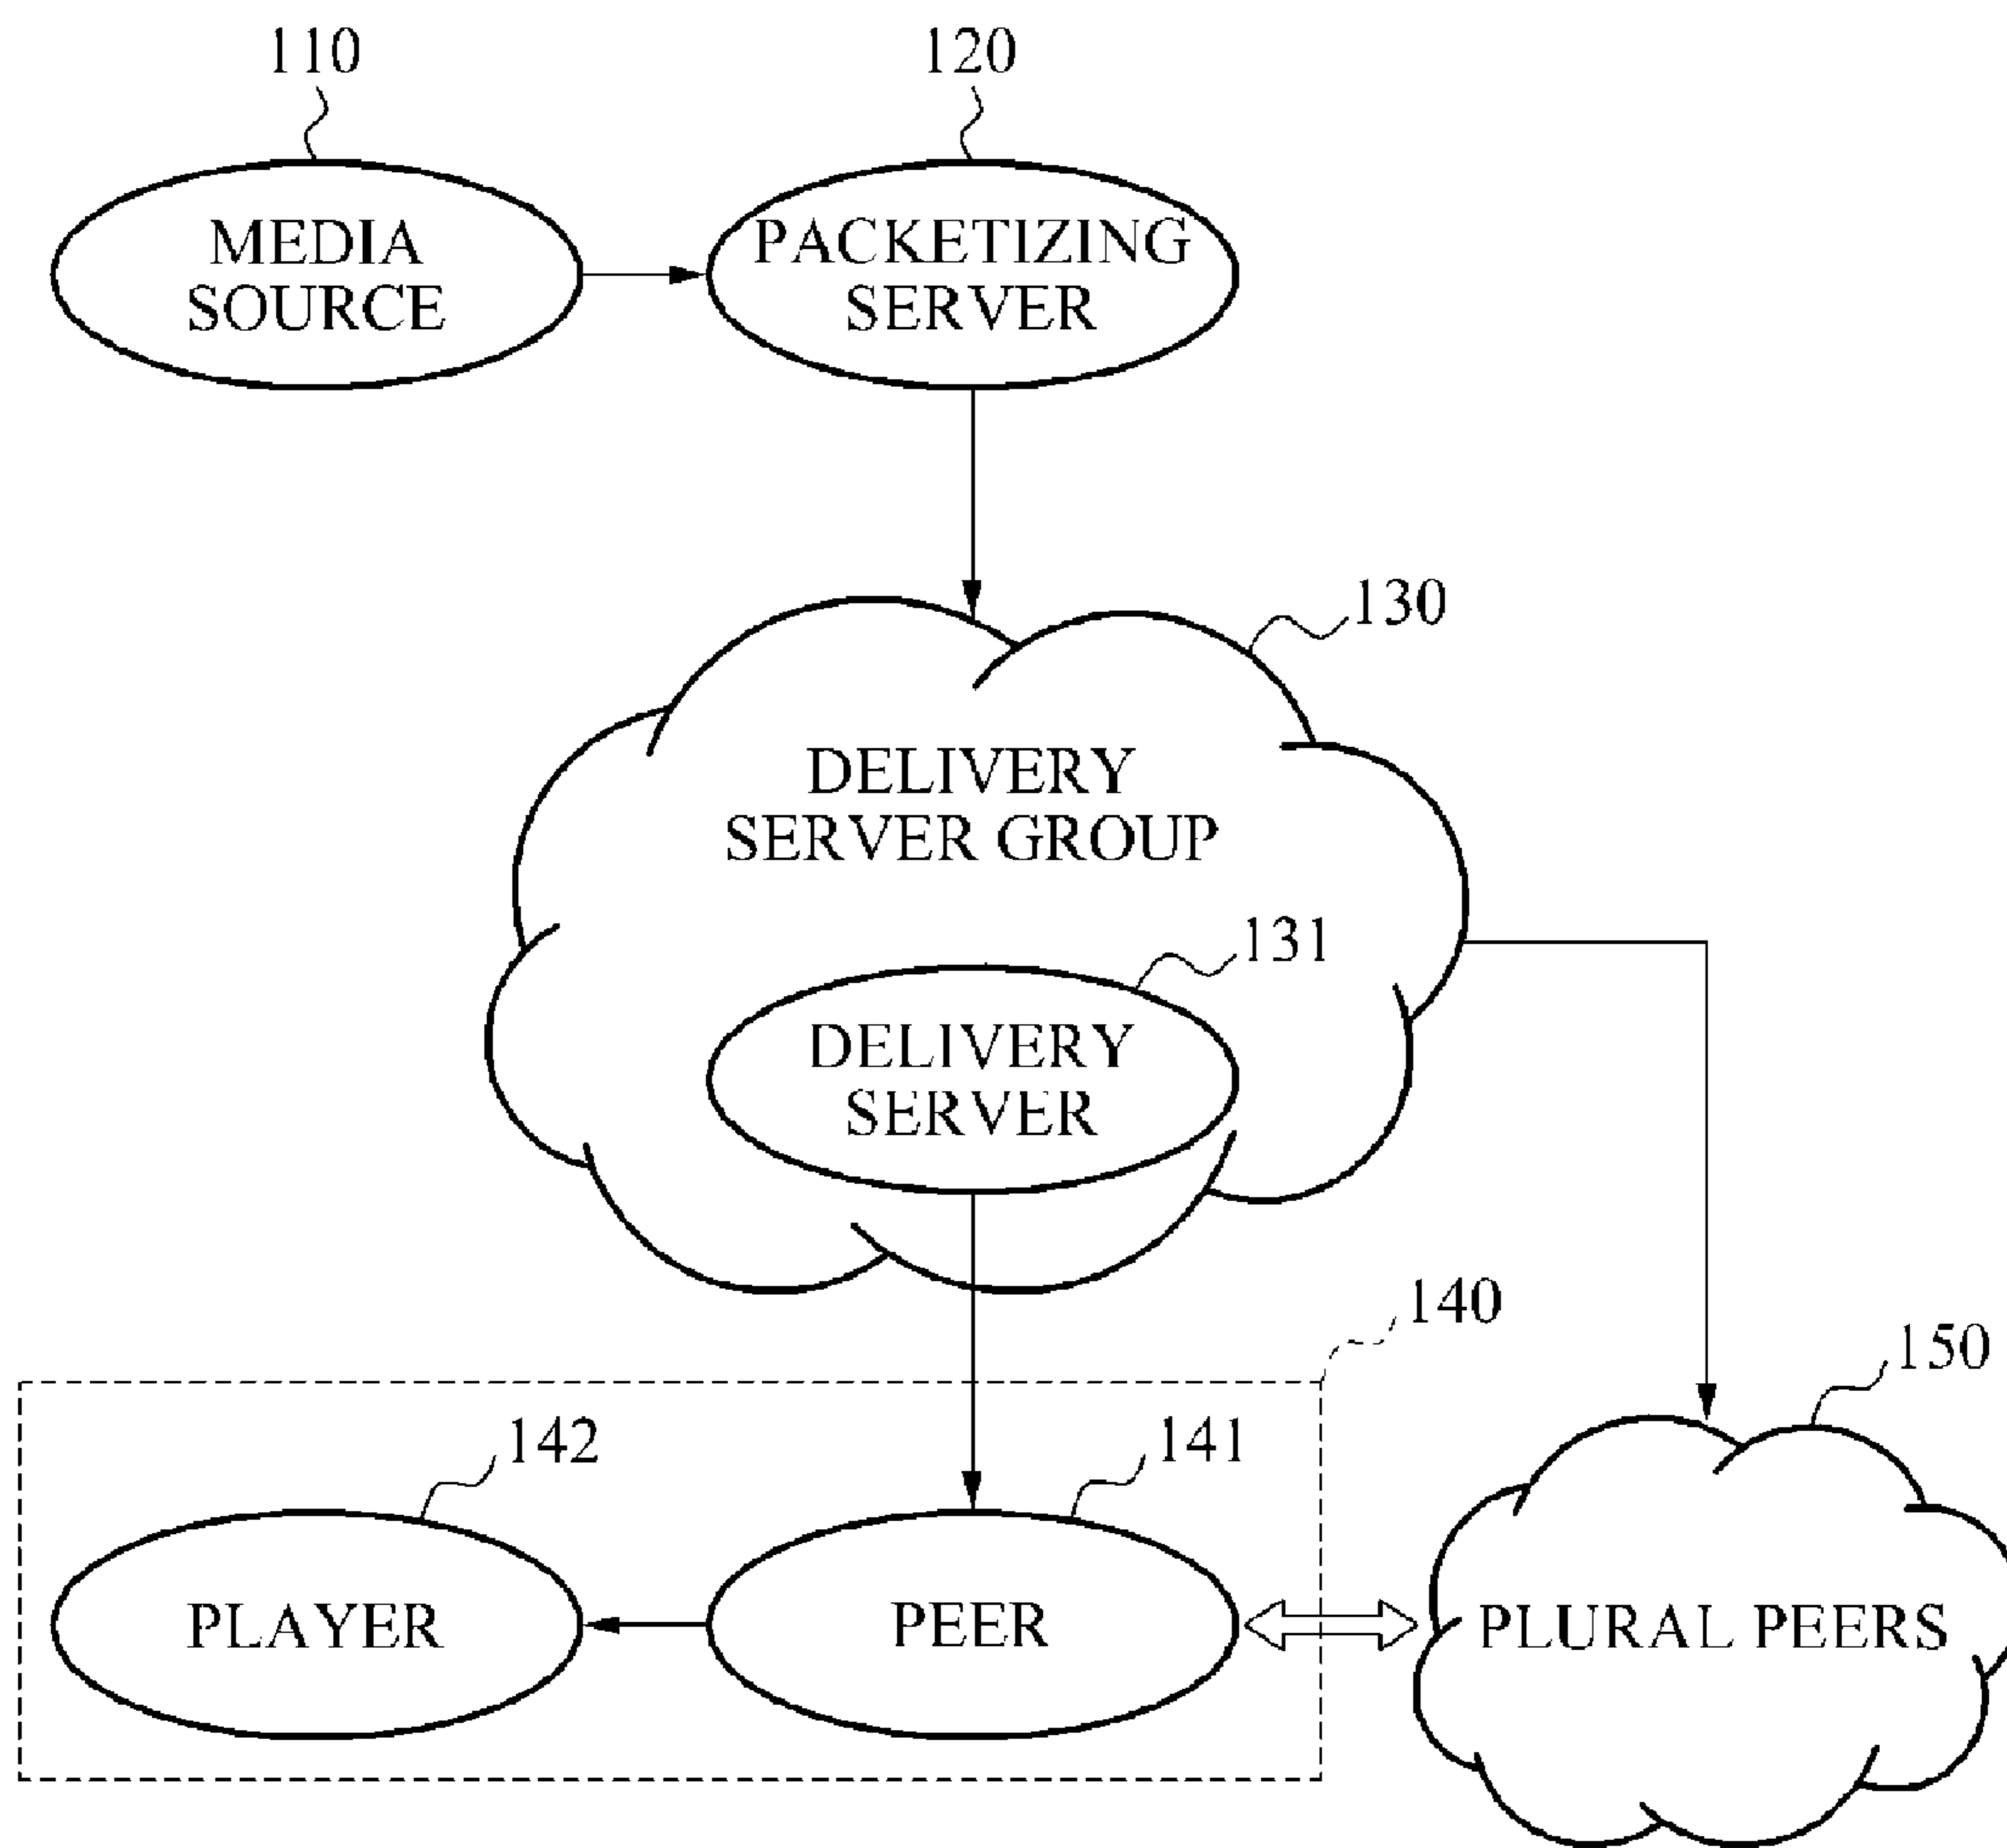 110
120
MEDIA
SOURCE
PACKETIZING
SERVER
130
DELIVERY
SERVER GROUP
131
DELIVERY
SERVER
140
150
142
141
PLAYER
PEER
PLURAL PEERS